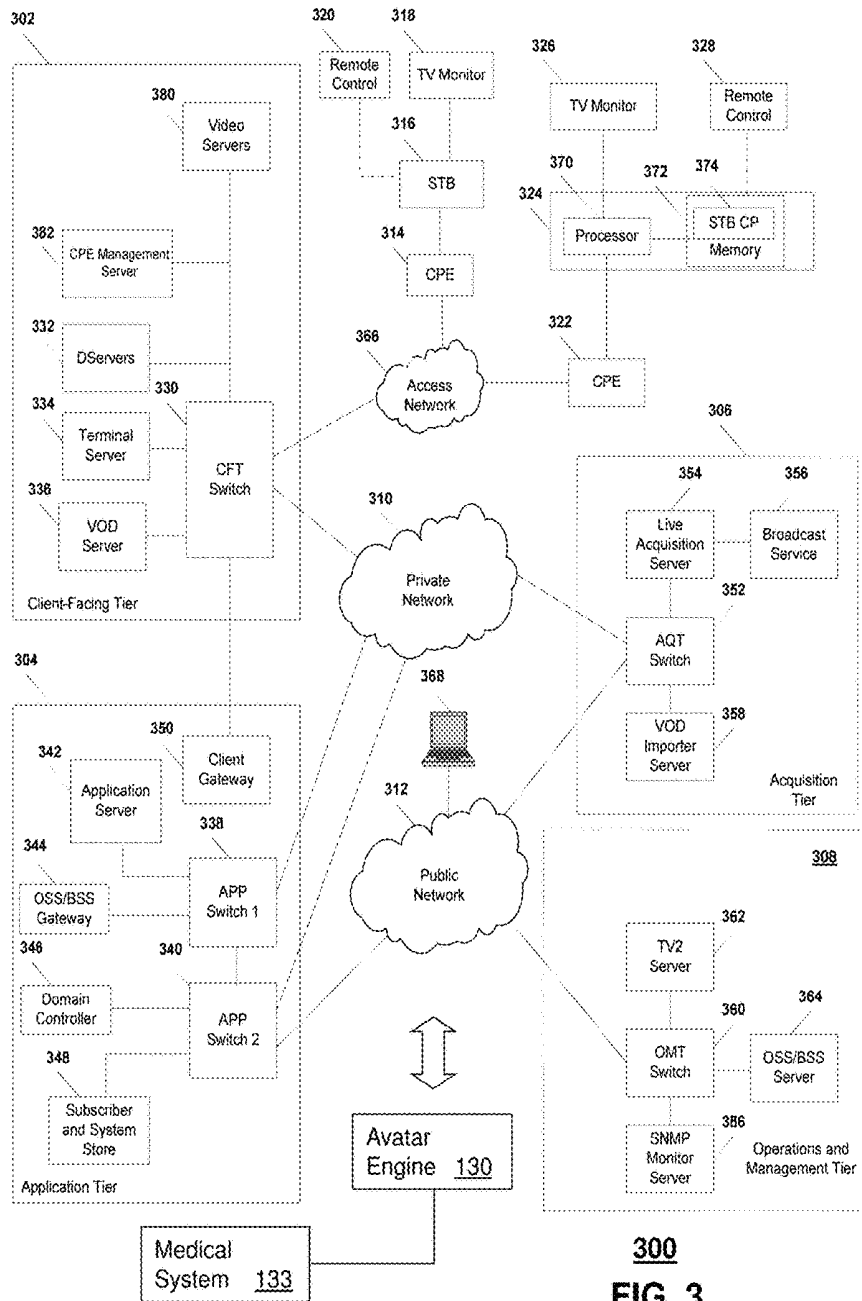 302
320
318
Remote
Control
TV Monitor
326
328
TV Monitor
Remote
Control
380
Video
Servers
316
STB
370
372
374
324
Processor
STB CP
Memory
382
CPE Management
Server
314
CPE
332
DServers
330
366
Access
Network
322
CPE
334
Terminal
Server
CFT
Switch
336
VOD
Server
Client-Facing Tier
310
Private
Network
306
354
356
Live
Acquisition
Server
Broadcast
Service
352
AQT
Switch
358
VOD
Importer
Server
Acquisition
Tier
304
350
Client
Gateway
342
Application
Server
338
344
OSS/BSS
Gateway
APP
Switch 1
346
340
Domain
Controller
APP
Switch 2
348
Subscriber
and System
Store
Application Tier
368
312
Public
Network
308
362
TV2
Server
360
364
OMT
Switch
OSS/BSS
Server
386
SNMP
Monitor
Server
Operations and
Management Tier
Avatar
Engine 130
Medical
System 133
300
FIG. 3